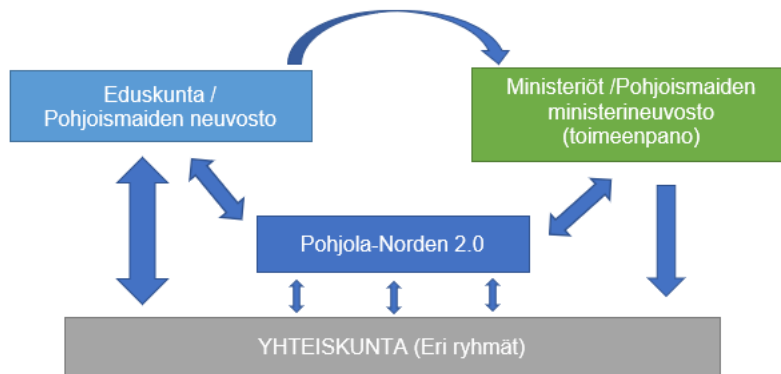 Eduskunta /
Pohjoismaiden neuvosto
Ministeriöt /Pohjoismaiden
ministerineuvosto
(toimeenpano)
Pohjola-Norden 2.0
YHTEISKUNTA (Eri ryhmät)